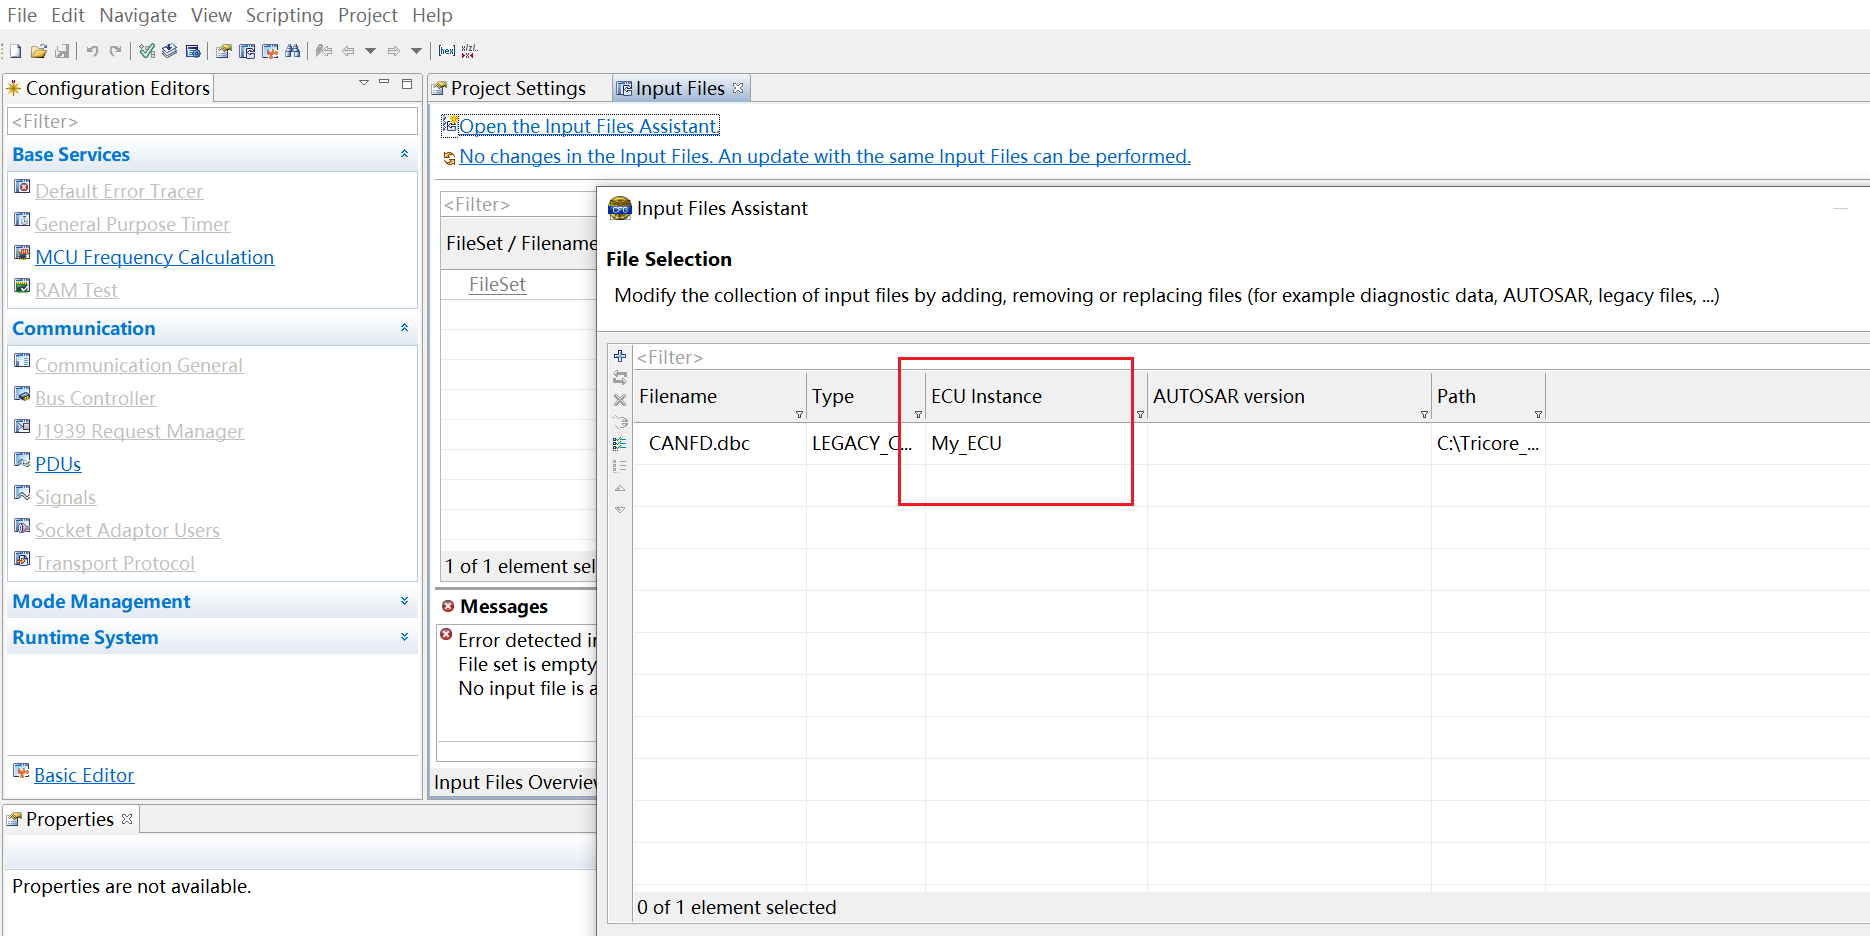 File Edit Navigate View Scripting Project Help
Configuration Editors
<Filter>
Base Services
Default Error Tracer
General Purpose Timer
MCU Frequency Calculation
RAM Test
Communication
Communication General
Bus Controller
J1939 Request Manager
PDUs
Signals
Socket Adaptor Users
Transport Protocol
Mode Management
Runtime System
Basic Editor
Properties
Properties are not available.
Project Settings
Input Files
Open the Input Files Assistant.
No changes in the Input Files. An update with the same Input Files can be performed.
<Filter>
FileSet / Filename
FileSet
1 of 1 element sel
Messages
Error detected in
File set is empty
No input file is a
Input Files Overview
Input Files Assistant
File Selection
Modify the collection of input files by adding, removing or replacing files (for example diagnostic data, AUTOSAR, legacy files, ...)
<Filter>
Filename Type ECU Instance AUTOSAR version Path
CANFD.dbc LEGACY_C... My_ECU C:\Tricore_...
0 of 1 element selected